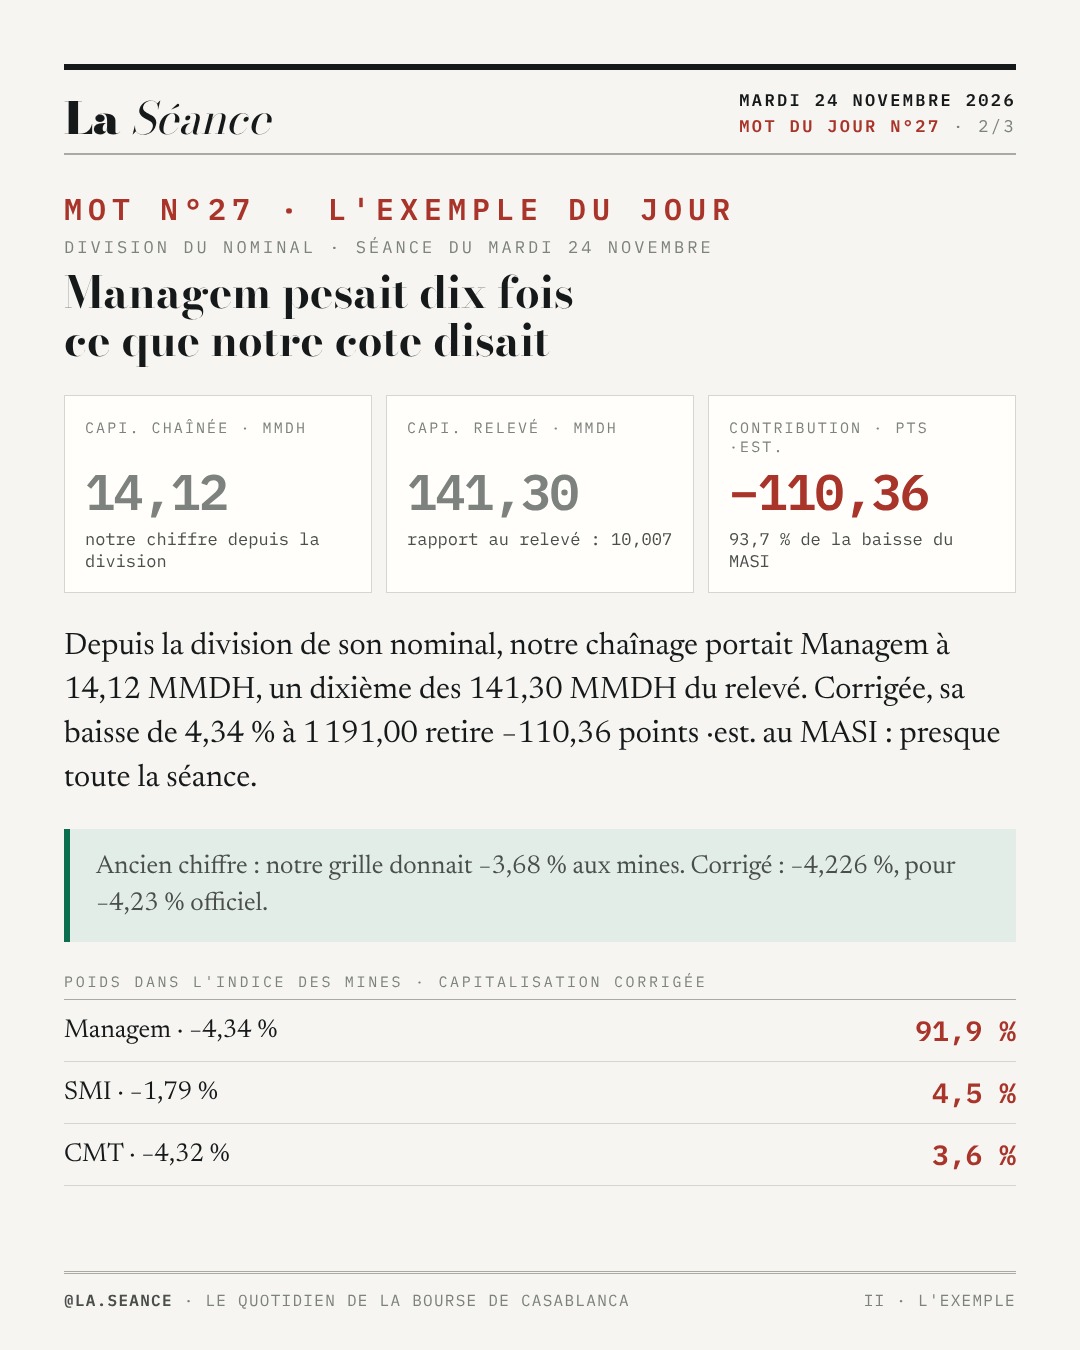 La Séance
MARDI 24 NOVEMBRE 2026
MOT DU JOUR N°27 · 2/3
MOT N°27 · L'EXEMPLE DU JOUR
DIVISION DU NOMINAL · SÉANCE DU MARDI 24 NOVEMBRE
Managem pesait dix fois
ce que notre cote disait
CAPI. CHAÎNÉE · MMDH
14,12
notre chiffre depuis la
division
CAPI. RELEVÉ · MMDH
141,30
rapport au relevé : 10,007
CONTRIBUTION · PTS
·EST.
−110,36
93,7 % de la baisse du
MASI
Depuis la division de son nominal, notre chaînage portait Managem à
14,12 MMDH, un dixième des 141,30 MMDH du relevé. Corrigée, sa
baisse de 4,34 % à 1 191,00 retire −110,36 points ·est. au MASI : presque
toute la séance.
Ancien chiffre : notre grille donnait −3,68 % aux mines. Corrigé : −4,226 %, pour
−4,23 % officiel.
POIDS DANS L'INDICE DES MINES · CAPITALISATION CORRIGÉE
Managem · −4,34 % 91,9 %
SMI · −1,79 % 4,5 %
CMT · −4,32 % 3,6 %
@LA.SEANCE · LE QUOTIDIEN DE LA BOURSE DE CASABLANCA
II · L'EXEMPLE